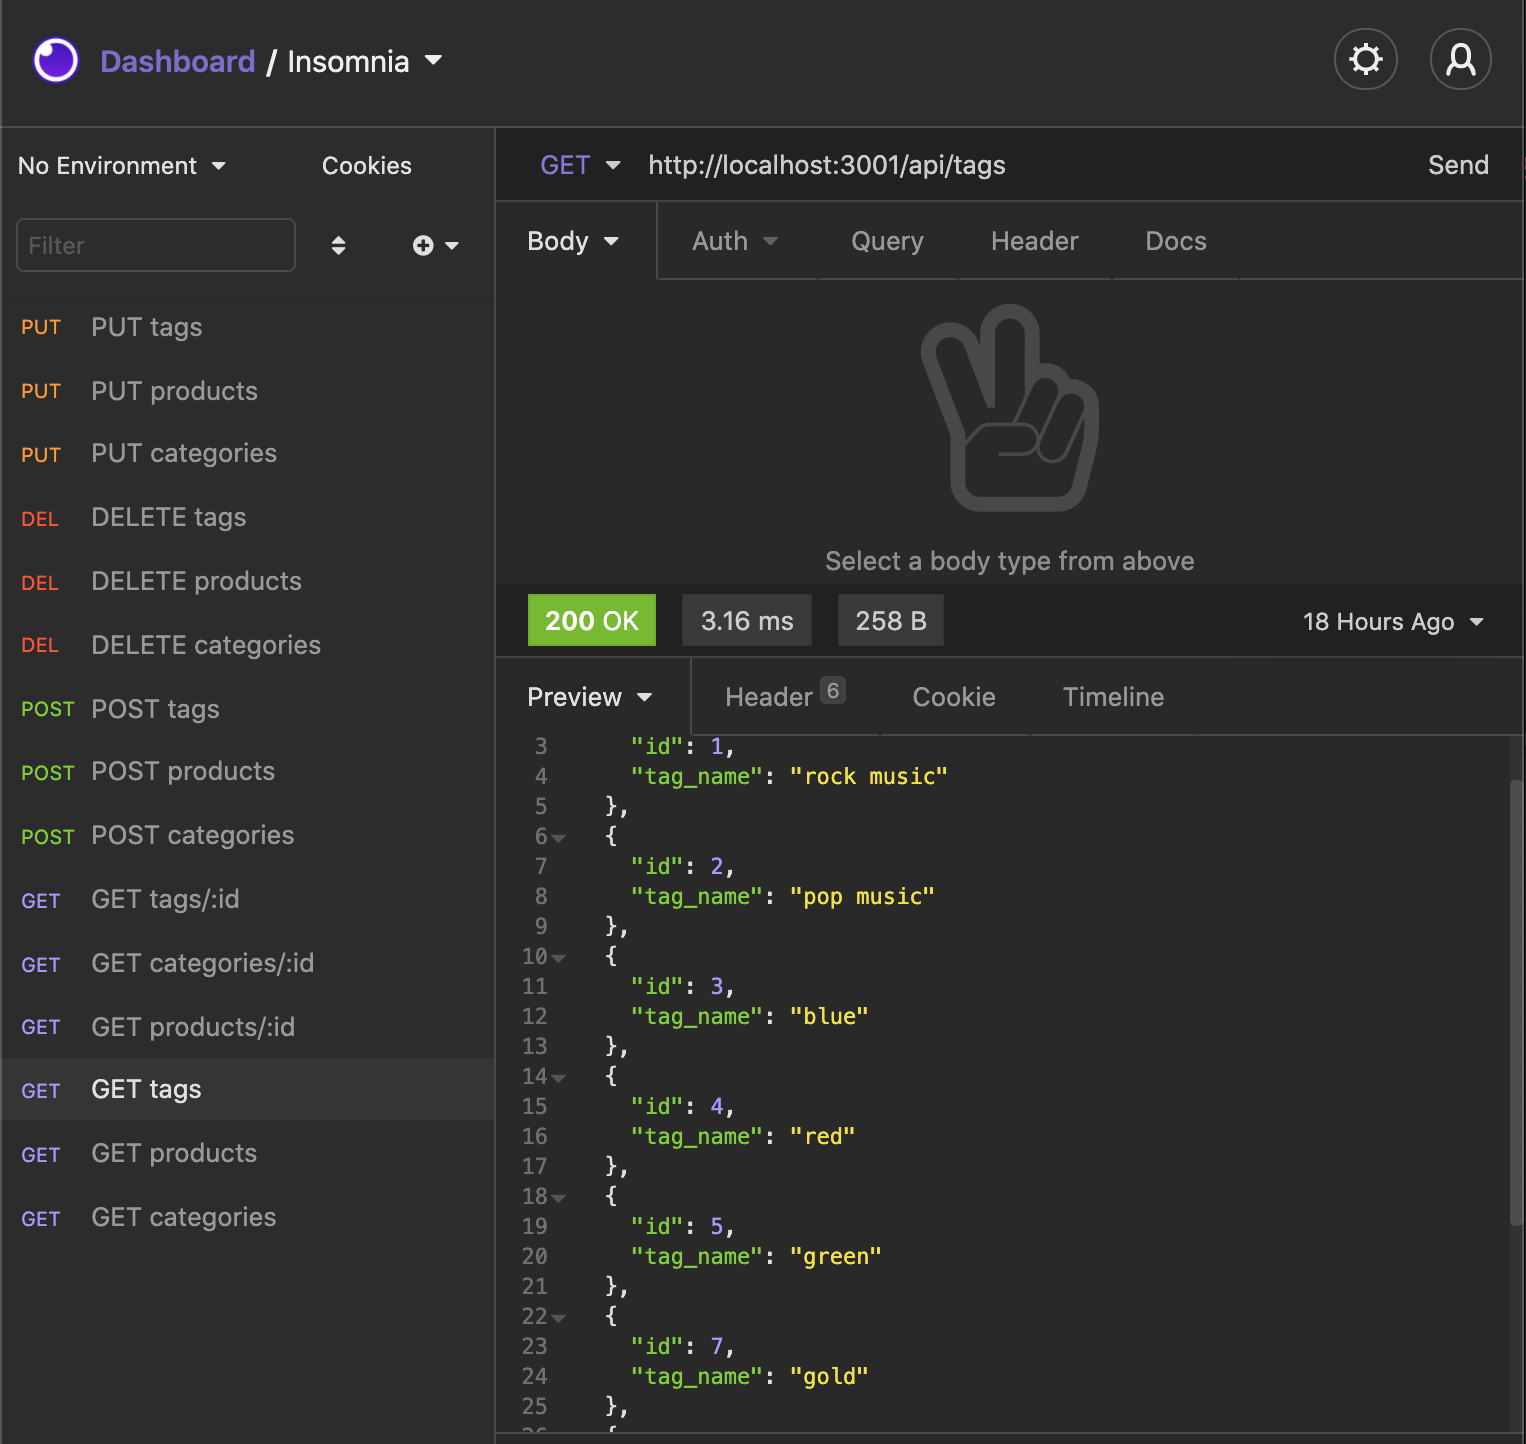 Dashboard / Insomnia
No Environment
Cookies
Filter
PUT PUT tags
PUT PUT products
PUT PUT categories
DEL DELETE tags
DEL DELETE products
DEL DELETE categories
POST POST tags
POST POST products
POST POST categories
GET GET tags/:id
GET GET categories/:id
GET GET products/:id
GET GET tags
GET GET products
GET GET categories
GET http://localhost:3001/api/tags Send
Body Auth Query Header Docs
Select a body type from above
200 OK 3.16 ms 258 B 18 Hours Ago
Preview Header 6 Cookie Timeline
3 "id": 1,
4 "tag_name": "rock music"
5 },
6 {
7 "id": 2,
8 "tag_name": "pop music"
9 },
10 {
11 "id": 3,
12 "tag_name": "blue"
13 },
14 {
15 "id": 4,
16 "tag_name": "red"
17 },
18 {
19 "id": 5,
20 "tag_name": "green"
21 },
22 {
23 "id": 7,
24 "tag_name": "gold"
25 },